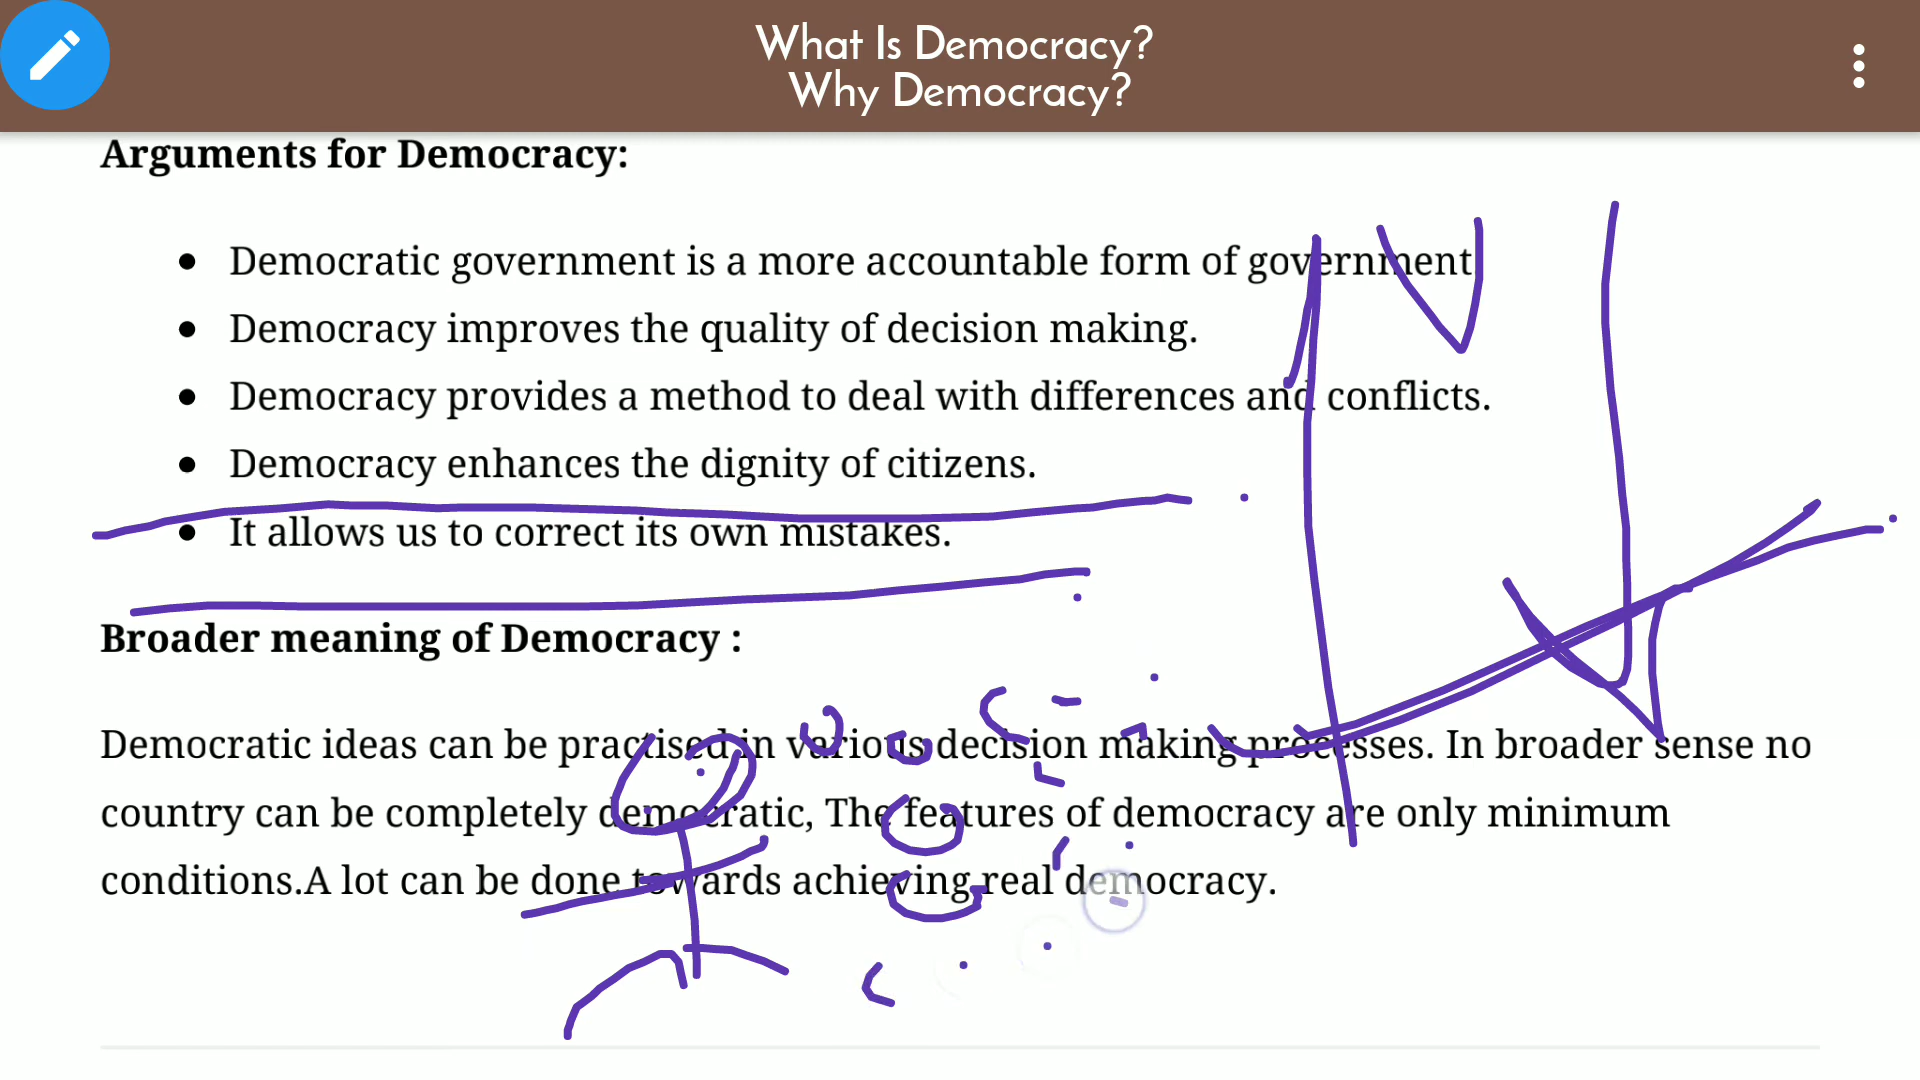 What Is Democracy?
Why Democracy?
Arguments for Democracy:
• Democratic government is a more accountable form of government
• Democracy improves the quality of decision making.
• Democracy provides a method to deal with differences and conflicts.
• Democracy enhances the dignity of citizens.
• It allows us to correct its own mistakes.
Broader meaning of Democracy :
Democratic ideas can be practised in various decision making processes. In broader sense no
country can be completely democratic, The features of democracy are only minimum
conditions.A lot can be done towards achieving real democracy.